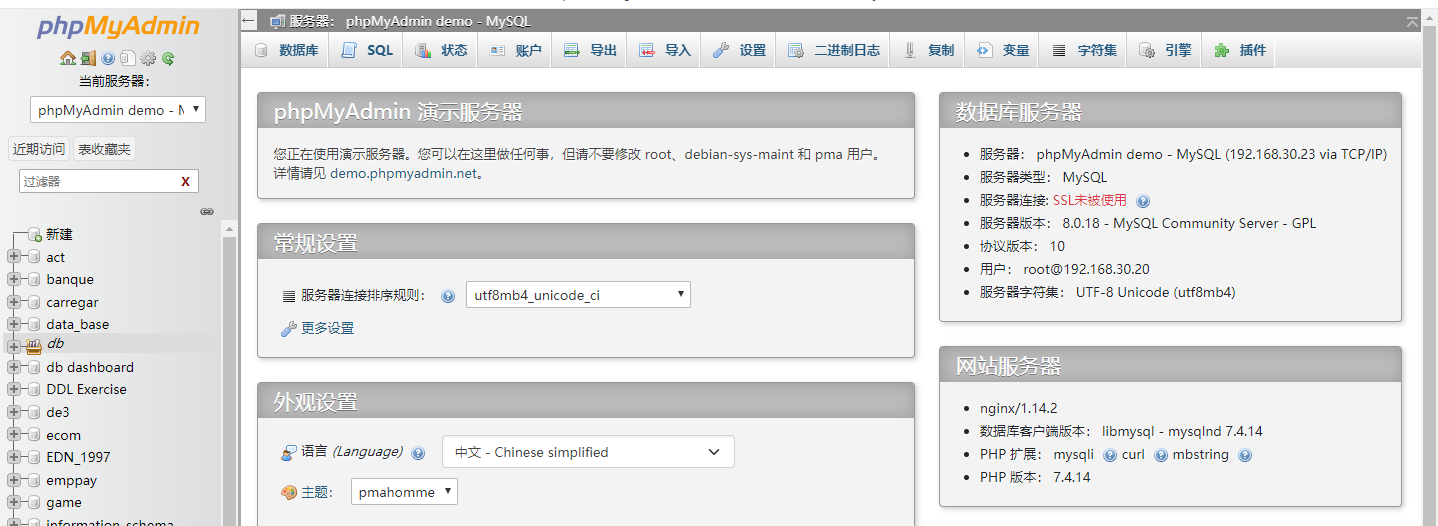 phpMyAdmin
当前服务器：
phpMyAdmin demo - M
近期访问 表收藏夹
过滤器 X
新建
act
banque
carregar
data_base
db
db dashboard
DDL Exercise
de3
ecom
EDN_1997
emppay
game
information_schema
服务器： phpMyAdmin demo - MySQL
数据库 SQL 状态 账户 导出 导入 设置 二进制日志 复制 变量 字符集 引擎 插件
phpMyAdmin 演示服务器
您正在使用演示服务器。您可以在这里做任何事，但请不要修改 root、debian-sys-maint 和 pma 用户。
详情请见 demo.phpmyadmin.net。
常规设置
服务器连接排序规则： utf8mb4_unicode_ci
更多设置
外观设置
语言 (Language) 中文 - Chinese simplified
主题： pmahomme
数据库服务器
服务器： phpMyAdmin demo - MySQL (192.168.30.23 via TCP/IP)
服务器类型： MySQL
服务器连接: SSL未被使用
服务器版本： 8.0.18 - MySQL Community Server - GPL
协议版本： 10
用户： root@192.168.30.20
服务器字符集： UTF-8 Unicode (utf8mb4)
网站服务器
nginx/1.14.2
数据库客户端版本： libmysql - mysqlnd 7.4.14
PHP 扩展： mysqli curl mbstring
PHP 版本： 7.4.14